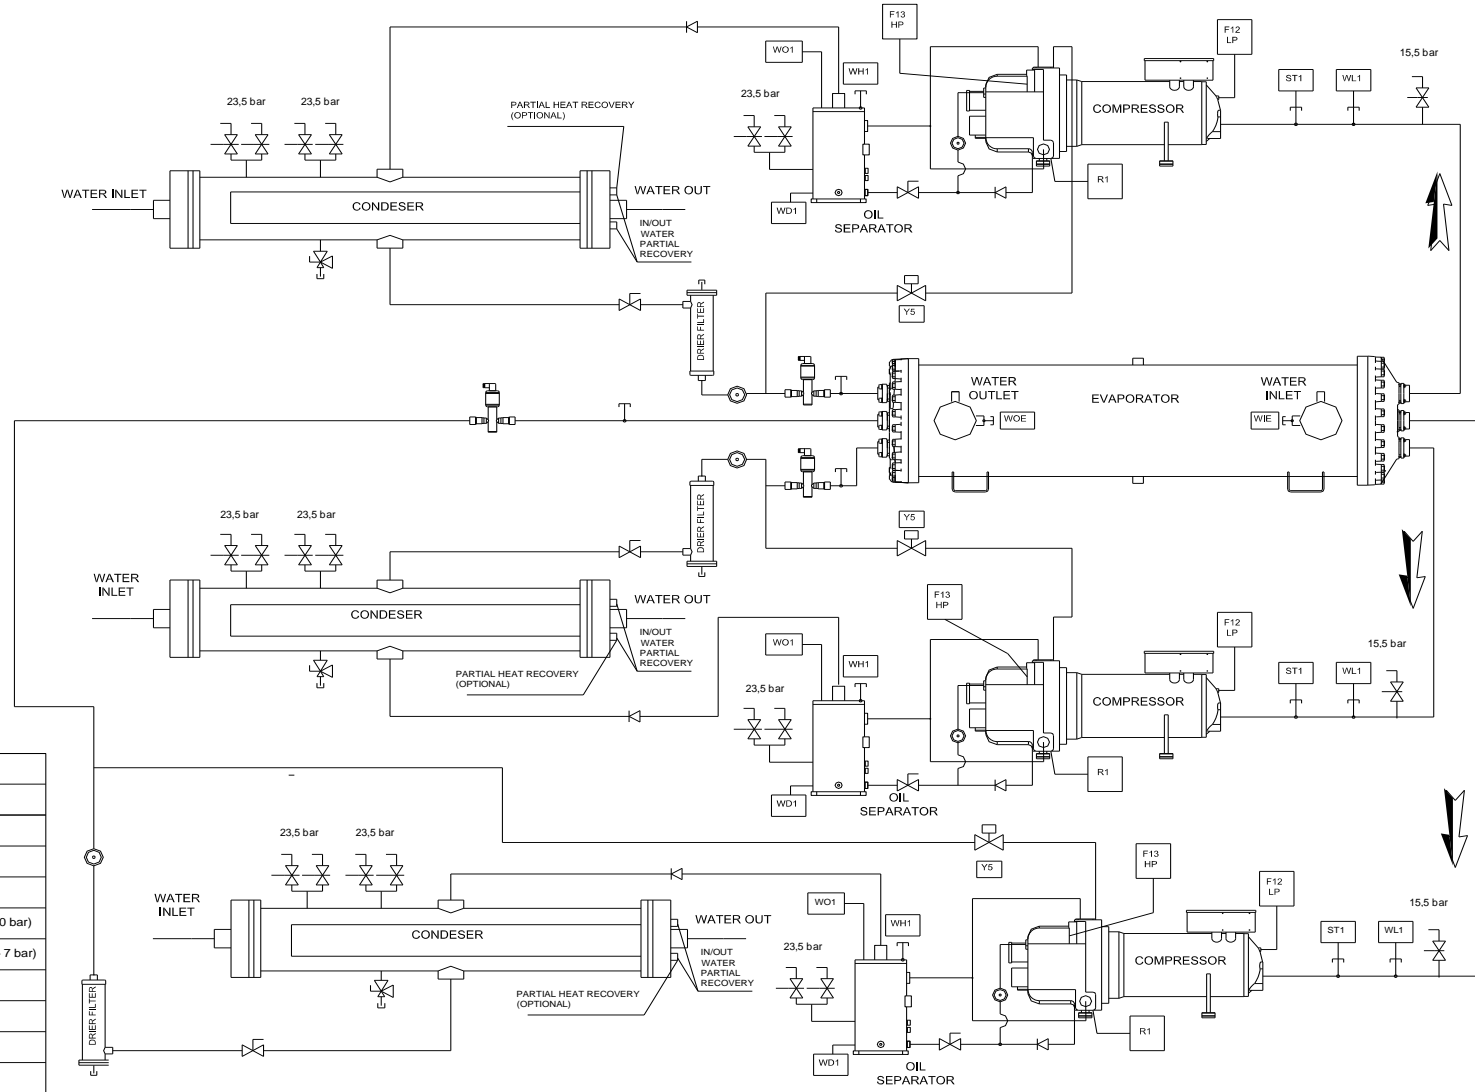 F13
HP
F12
LP
WO1
WH1
15,5 bar
ST1
WL1
23,5 bar
23,5 bar
23,5 bar
PARTIAL HEAT RECOVERY
(OPTIONAL)
COMPRESSOR
WATER INLET
WATER OUT
CONDESER
R1
WD1
OIL
SEPARATOR
IN/OUT
WATER
PARTIAL
RECOVERY
DRIER FILTER
Y5
WATER
OUTLET
EVAPORATOR
WATER
INLET
WOE
WIE
DRIER FILTER
Y5
23,5 bar
23,5 bar
WATER
INLET
WATER OUT
CONDESER
IN/OUT
WATER
PARTIAL
RECOVERY
PARTIAL HEAT RECOVERY
(OPTIONAL)
F13
HP
F12
LP
WO1
WH1
15,5 bar
ST1
WL1
23,5 bar
COMPRESSOR
R1
WD1
OIL
SEPARATOR
23,5 bar
23,5 bar
Y5
F13
HP
F12
LP
WATER
INLET
WATER OUT
CONDESER
IN/OUT
WATER
PARTIAL
RECOVERY
PARTIAL HEAT RECOVERY
(OPTIONAL)
WO1
WH1
15,5 bar
ST1
WL1
23,5 bar
COMPRESSOR
R1
WD1
OIL
SEPARATOR
0 bar)
7 bar)
DRIER FILTER